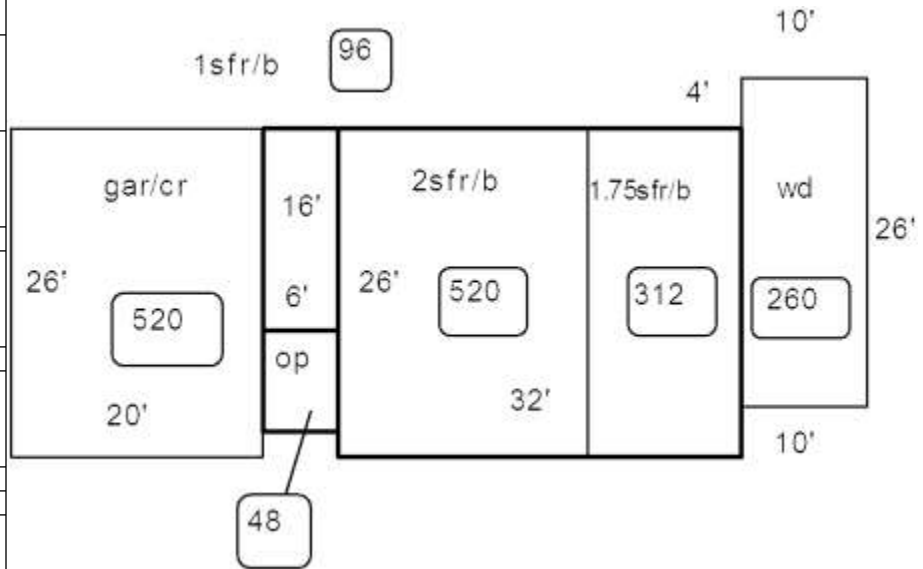 10'
1sfr/b
96
4'
gar/cr
16'
2sfr/b
1.75sfr/b
wd
26'
26'
6'
26'
520
520
312
260
op
20'
32'
10'
48